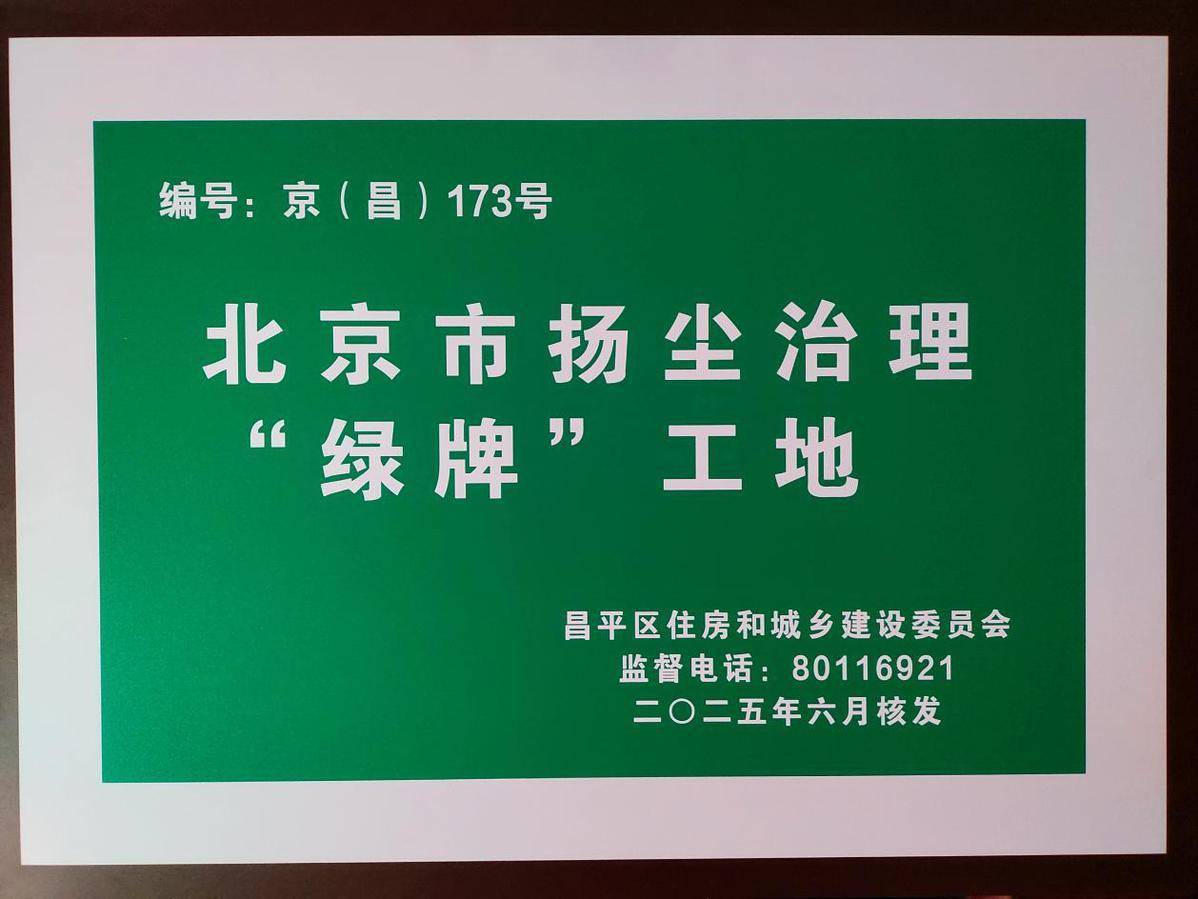 编号：京（昌）173号
北京市扬尘治理
“绿牌”工地
昌平区住房和城乡建设委员会
监督电话：80116921
二〇二五年六月核发